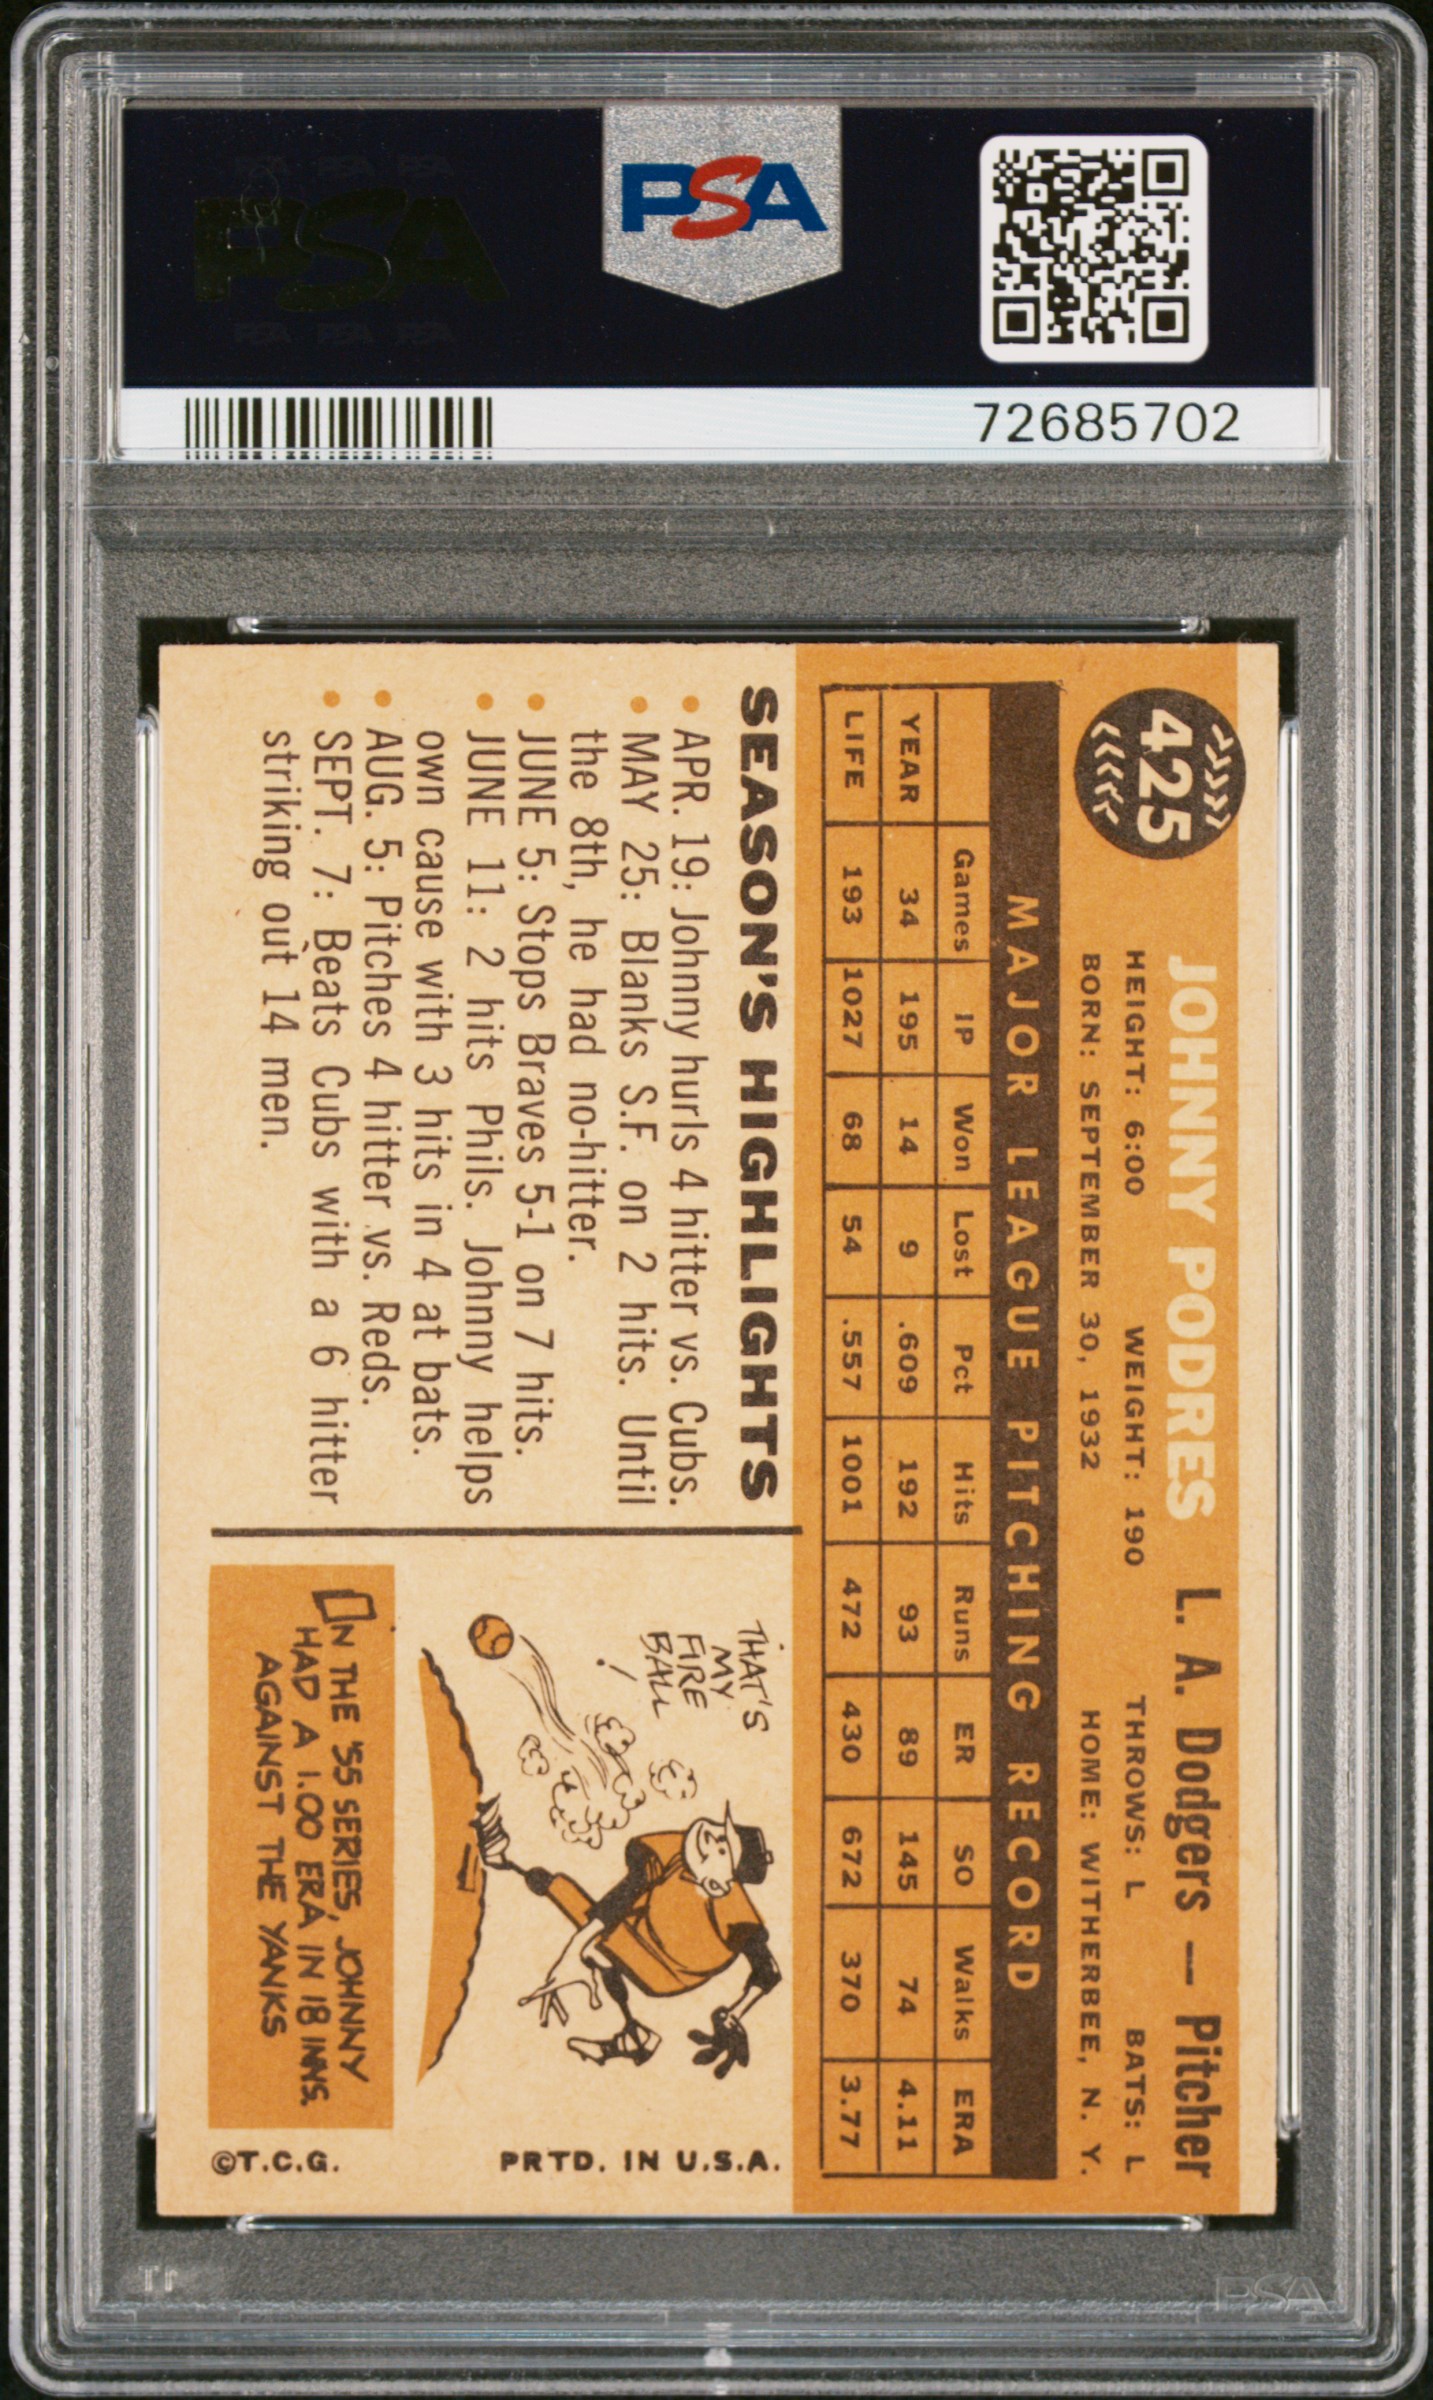 PSA
PSA PSA PSA
PSA
PSA PSA PSA
72685702
425
JOHNNY PODRES L. A. Dodgers — Pitcher
HEIGHT: 6:00 WEIGHT: 190 THROWS: L BATS: L
BORN: SEPTEMBER 30, 1932 HOME: WITHERBEE, N. Y.
MAJOR LEAGUE PITCHING RECORD
Games IP Won Lost Pct Hits Runs ER SO Walks ERA
YEAR 34 195 14 9 .609 192 93 89 145 74 4.11
LIFE 193 1027 68 54 .557 1001 472 430 672 370 3.77
SEASON'S HIGHLIGHTS
• APR. 19: Johnny hurls 4 hitter vs. Cubs.
• MAY 25: Blanks S.F. on 2 hits. Until
the 8th, he had no-hitter.
• JUNE 5: Stops Braves 5-1 on 7 hits.
• JUNE 11: 2 hits Phils. Johnny helps
own cause with 3 hits in 4 at bats.
• AUG. 5: Pitches 4 hitter vs. Reds.
• SEPT. 7: Beats Cubs with a 6 hitter
striking out 14 men.
THAT'S
MY
FIRE
BALL
!
IN THE '55 SERIES, JOHNNY
HAD A 1.00 ERA IN 18 INNS.
AGAINST THE YANKS
©T.C.G.
PRTD. IN U.S.A.
PSA